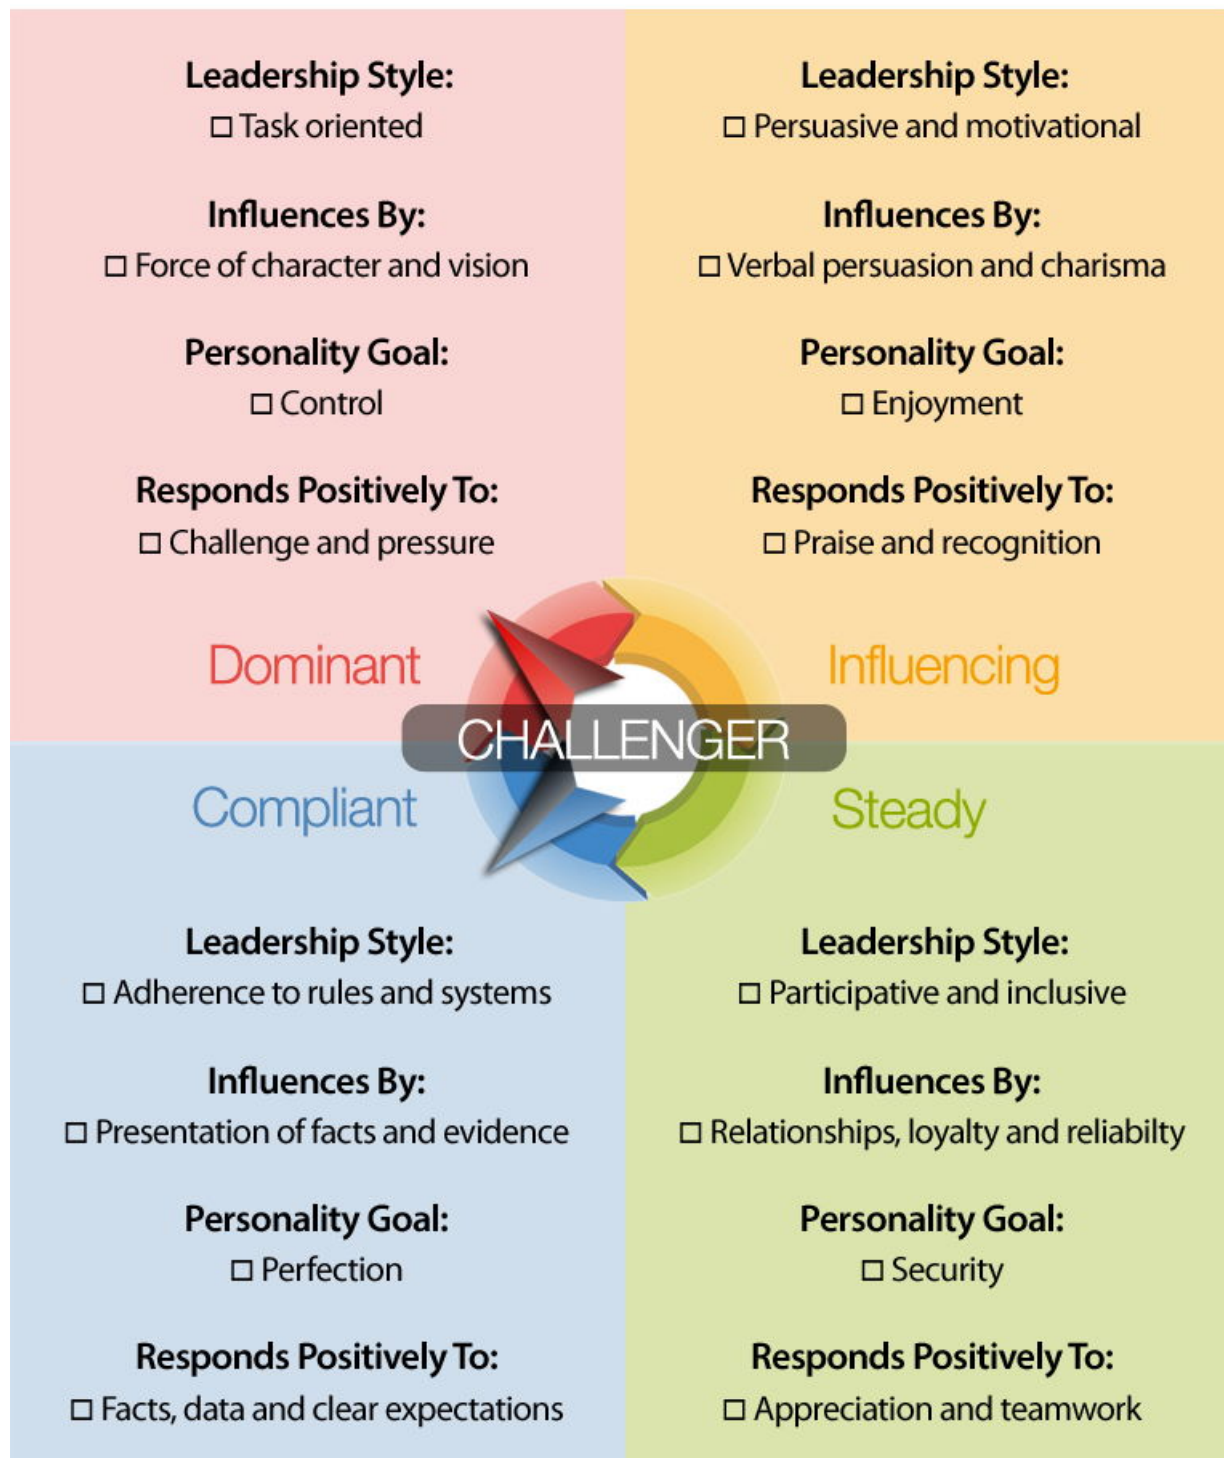 Leadership Style:
☐ Task oriented
Influences By:
☐ Force of character and vision
Personality Goal:
☐ Control
Responds Positively To:
☐ Challenge and pressure
Dominant
Leadership Style:
☐ Persuasive and motivational
Influences By:
☐ Verbal persuasion and charisma
Personality Goal:
☐ Enjoyment
Responds Positively To:
☐ Praise and recognition
Influencing
CHALLENGER
Compliant
Leadership Style:
☐ Adherence to rules and systems
Influences By:
☐ Presentation of facts and evidence
Personality Goal:
☐ Perfection
Responds Positively To:
☐ Facts, data and clear expectations
Steady
Leadership Style:
☐ Participative and inclusive
Influences By:
☐ Relationships, loyalty and reliabilty
Personality Goal:
☐ Security
Responds Positively To:
☐ Appreciation and teamwork